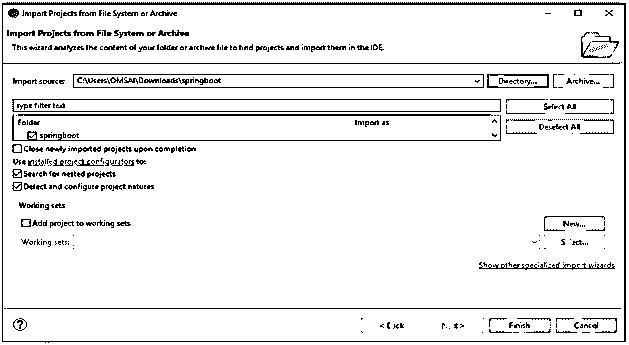 Import Projects from File System or Archive
Import Projects from File System or Archive
This wizard analyzes the content of your folder or archive file to find projects and import them in the IDE.
Import source: C:\Users\OMSAI\Downloads\springboot Directory... Archive...
type filter text Select All
Folder Import as
springboot Deselect All
Close newly imported projects upon completion
Use installed project configurators to:
Search for nested projects
Detect and configure project natures
Working sets
Add project to working sets New...
Working sets: Select...
Show other specialized import wizards
? < Back Next > Finish Cancel